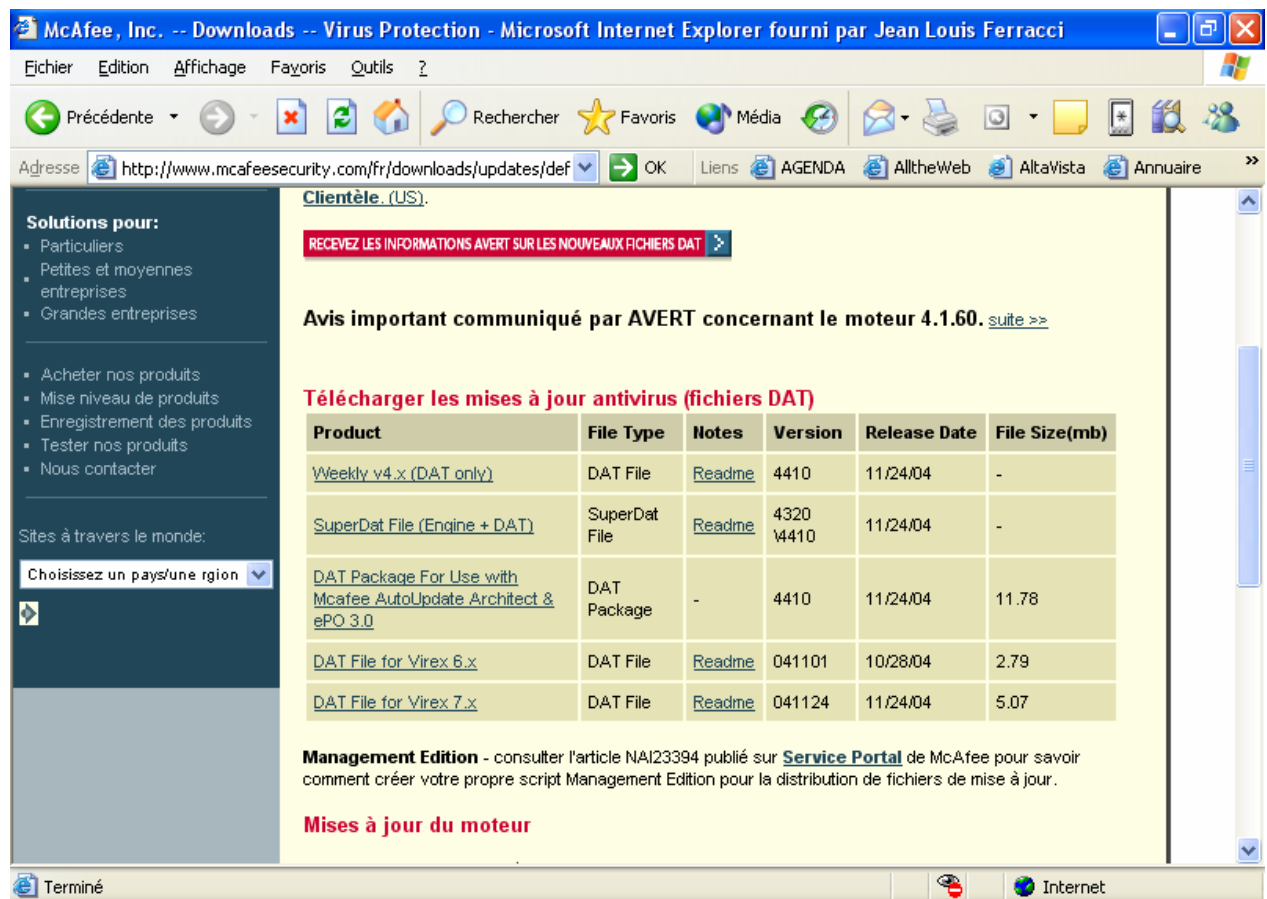 McAfee, Inc. -- Downloads -- Virus Protection - Microsoft Internet Explorer fourni par Jean Louis Ferracci
Fichier Edition Affichage Favoris Outils ?
Précédente Rechercher Favoris Média
Adresse http://www.mcafeesecurity.com/fr/downloads/updates/def OK Liens AGENDA AlltheWeb AltaVista Annuaire »
Solutions pour:
Particuliers
Petites et moyennes
entreprises
Grandes entreprises
Acheter nos produits
Mise niveau de produits
Enregistrement des produits
Tester nos produits
Nous contacter
Sites à travers le monde:
Choisissez un pays/une rgion
Clientèle. (US).
RECEVEZ LES INFORMATIONS AVERT SUR LES NOUVEAUX FICHIERS DAT
Avis important communiqué par AVERT concernant le moteur 4.1.60. suite >>
Télécharger les mises à jour antivirus (fichiers DAT)
Product File Type Notes Version Release Date File Size(mb)
Weekly v4.x (DAT only) DAT File Readme 4410 11/24/04 -
SuperDat File (Engine + DAT) SuperDat File Readme 4320 \4410 11/24/04 -
DAT Package For Use with Mcafee AutoUpdate Architect & ePO 3.0 DAT Package - 4410 11/24/04 11.78
DAT File for Virex 6.x DAT File Readme 041101 10/28/04 2.79
DAT File for Virex 7.x DAT File Readme 041124 11/24/04 5.07
Management Edition - consulter l'article NAI23394 publié sur Service Portal de McAfee pour savoir
comment créer votre propre script Management Edition pour la distribution de fichiers de mise à jour.
Mises à jour du moteur
Terminé Internet